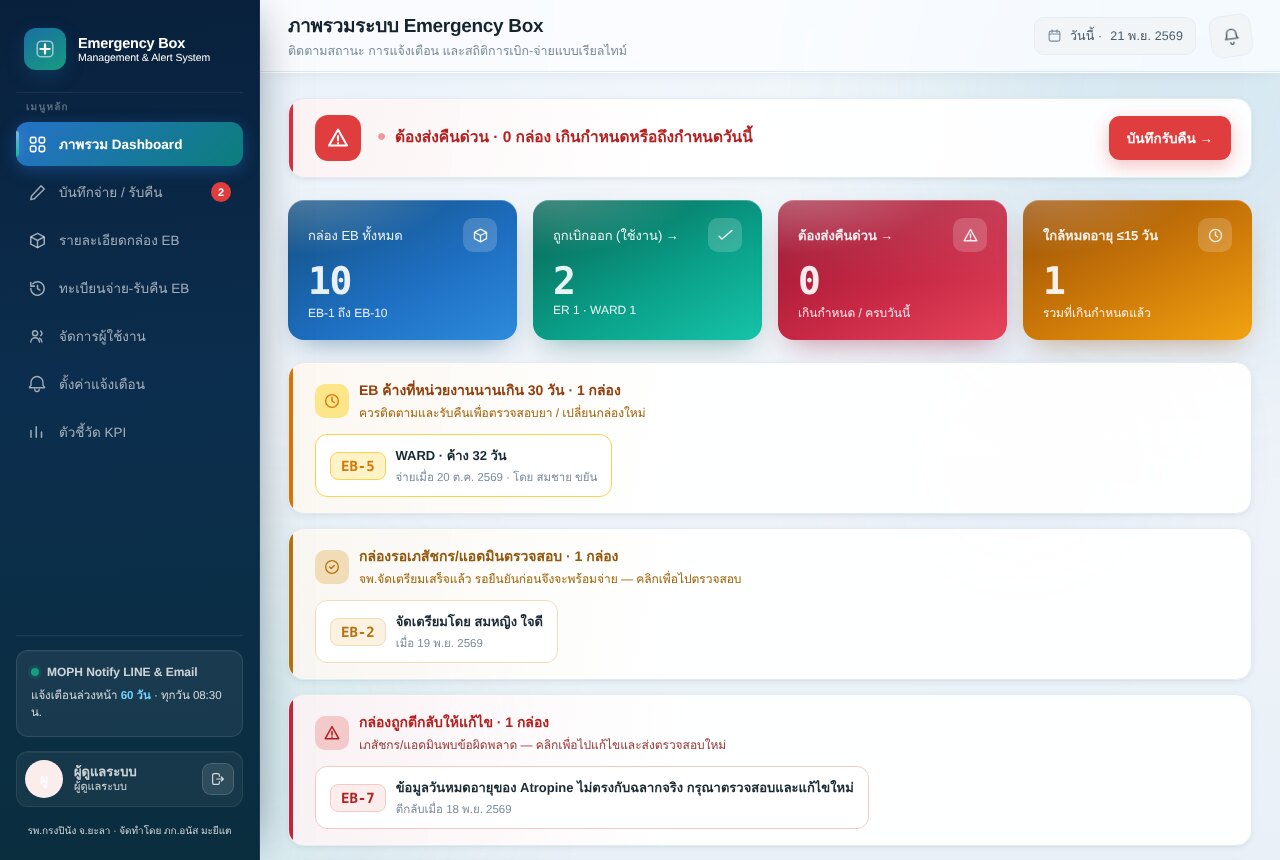 Emergency Box
Management & Alert System
เมนูหลัก
ภาพรวม Dashboard
บันทึกจ่าย / รับคืน
2
รายละเอียดกล่อง EB
ทะเบียนจ่าย-รับคืน EB
จัดการผู้ใช้งาน
ตั้งค่าแจ้งเตือน
ตัวชี้วัด KPI
MOPH Notify LINE & Email
แจ้งเตือนล่วงหน้า 60 วัน · ทุกวัน 08:30
น.
ผู้ดูแลระบบ
ผู้ดูแลระบบ
รพ.กรงปินัง จ.ยะลา · จัดทำโดย ภก.อนัส มะยีแต
ภาพรวมระบบ Emergency Box
ติดตามสถานะ การแจ้งเตือน และสถิติการเบิก-จ่ายแบบเรียลไทม์
วันนี้ · 21 พ.ย. 2569
ต้องส่งคืนด่วน · 0 กล่อง เกินกำหนดหรือถึงกำหนดวันนี้
บันทึกรับคืน →
กล่อง EB ทั้งหมด
10
EB-1 ถึง EB-10
ถูกเบิกออก (ใช้งาน) →
2
ER 1 · WARD 1
ต้องส่งคืนด่วน →
0
เกินกำหนด / ครบวันนี้
ใกล้หมดอายุ ≤15 วัน
1
รวมที่เกินกำหนดแล้ว
EB ค้างที่หน่วยงานนานเกิน 30 วัน · 1 กล่อง
ควรติดตามและรับคืนเพื่อตรวจสอบยา / เปลี่ยนกล่องใหม่
EB-5
WARD · ค้าง 32 วัน
จ่ายเมื่อ 20 ต.ค. 2569 · โดย สมชาย ขยัน
กล่องรอเภสัชกร/แอดมินตรวจสอบ · 1 กล่อง
จพ.จัดเตรียมเสร็จแล้ว รอยืนยันก่อนจึงจะพร้อมจ่าย — คลิกเพื่อไปตรวจสอบ
EB-2
จัดเตรียมโดย สมหญิง ใจดี
เมื่อ 19 พ.ย. 2569
กล่องถูกตีกลับให้แก้ไข · 1 กล่อง
เภสัชกร/แอดมินพบข้อผิดพลาด — คลิกเพื่อไปแก้ไขและส่งตรวจสอบใหม่
EB-7
ข้อมูลวันหมดอายุของ Atropine ไม่ตรงกับฉลากจริง กรุณาตรวจสอบและแก้ไขใหม่
ตีกลับเมื่อ 18 พ.ย. 2569